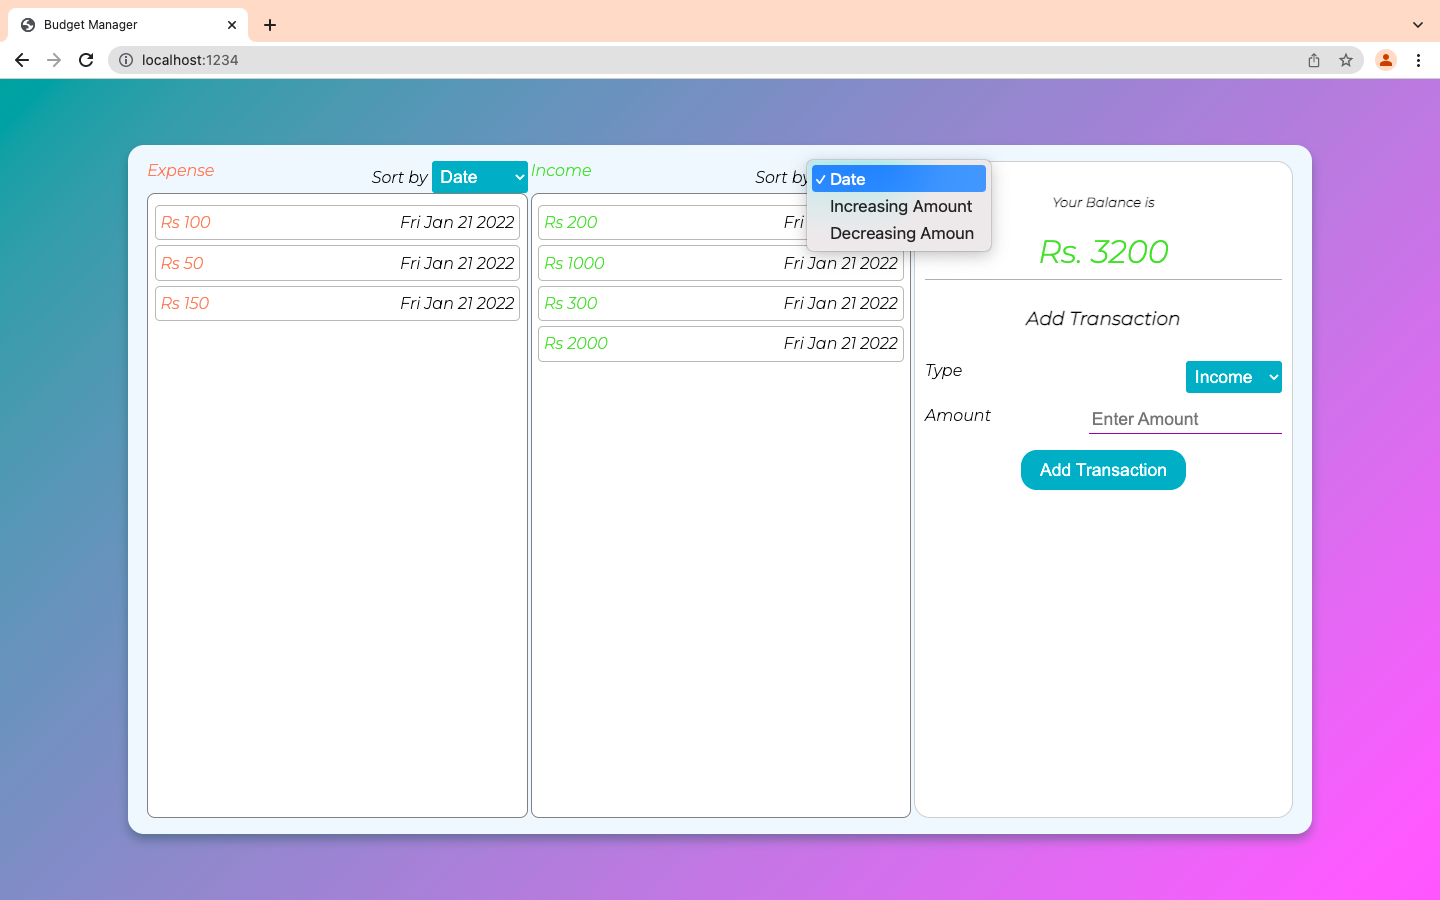 Budget Manager
localhost:1234
Expense
Sort by Date
Rs 100 Fri Jan 21 2022
Rs 50 Fri Jan 21 2022
Rs 150 Fri Jan 21 2022
Income
Sort by
Date
Increasing Amount
Decreasing Amoun
Rs 200 Fri
Rs 1000 Fri Jan 21 2022
Rs 300 Fri Jan 21 2022
Rs 2000 Fri Jan 21 2022
Your Balance is
Rs. 3200
Add Transaction
Type Income
Amount Enter Amount
Add Transaction